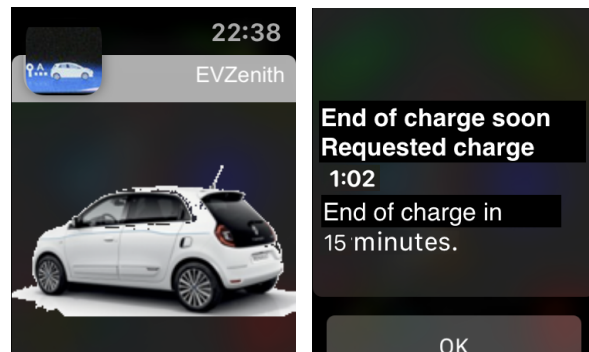 22:38
EVZenith
End of charge soon
Requested charge
1:02
End of charge in
15 minutes.
OK